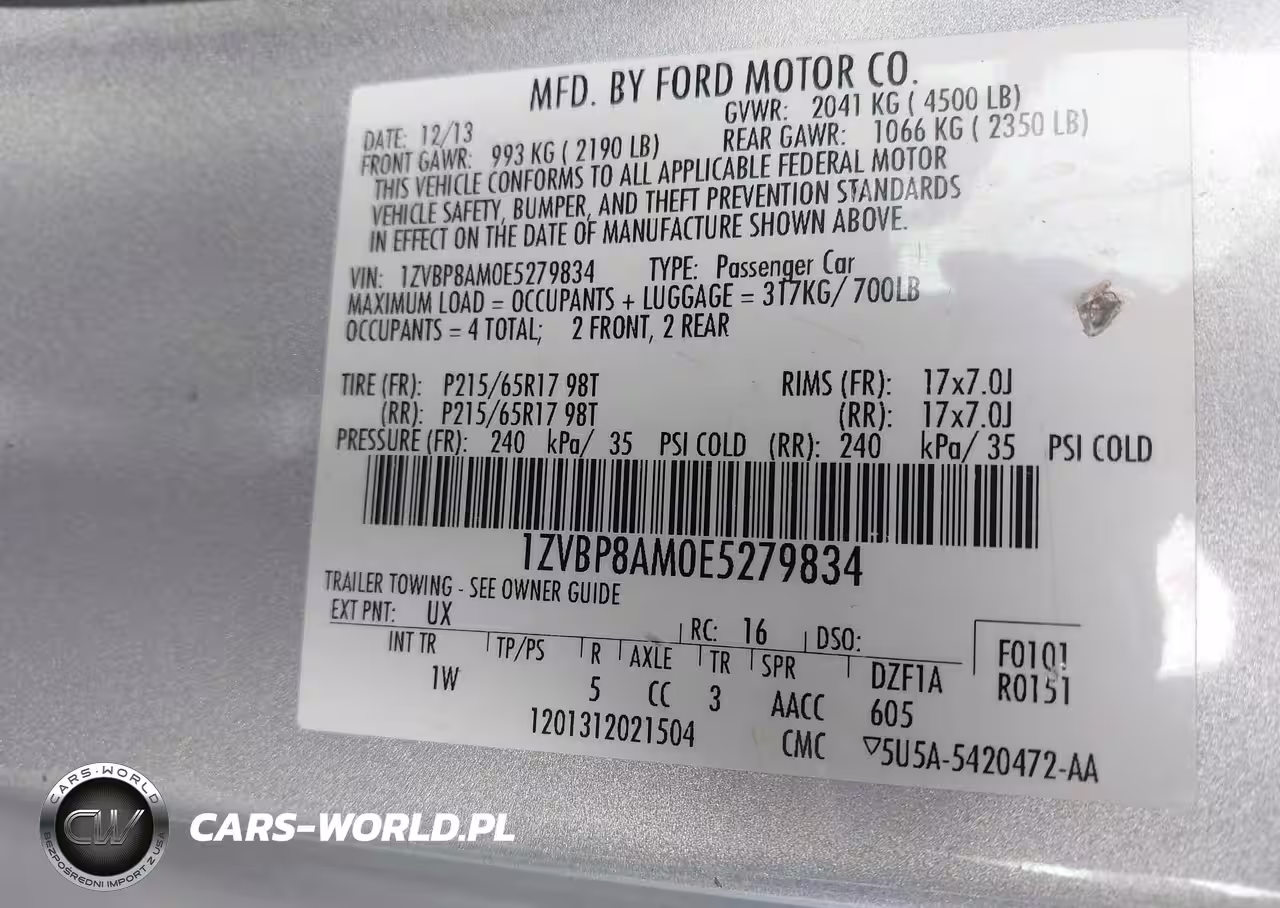 MFD. BY FORD MOTOR CO.
DATE: 12/13 GVWR: 2041 KG ( 4500 LB)
FRONT GAWR: 993 KG ( 2190 LB) REAR GAWR: 1066 KG ( 2350 LB)
THIS VEHICLE CONFORMS TO ALL APPLICABLE FEDERAL MOTOR
VEHICLE SAFETY, BUMPER, AND THEFT PREVENTION STANDARDS
IN EFFECT ON THE DATE OF MANUFACTURE SHOWN ABOVE.
VIN: 1ZVBP8AM0E5279834 TYPE: Passenger Car
MAXIMUM LOAD = OCCUPANTS + LUGGAGE = 317KG/ 700LB
OCCUPANTS = 4 TOTAL; 2 FRONT, 2 REAR
TIRE (FR): P215/65R17 98T RIMS (FR): 17x7.0J
(RR): P215/65R17 98T (RR): 17x7.0J
PRESSURE (FR): 240 kPa/ 35 PSI COLD (RR): 240 kPa/ 35 PSI COLD
1ZVBP8AM0E5279834
TRAILER TOWING - SEE OWNER GUIDE
EXT PNT: UX RC: 16 DSO:
INT TR TP/PS R AXLE TR SPR DZF1A F0101
1W 5 CC 3 AACC 605 R0151
1201312021504 CMC ▽5U5A-5420472-AA
CARS-WORLD
CW
BEZPOŚREDNI IMPORT Z USA
CARS-WORLD.PL